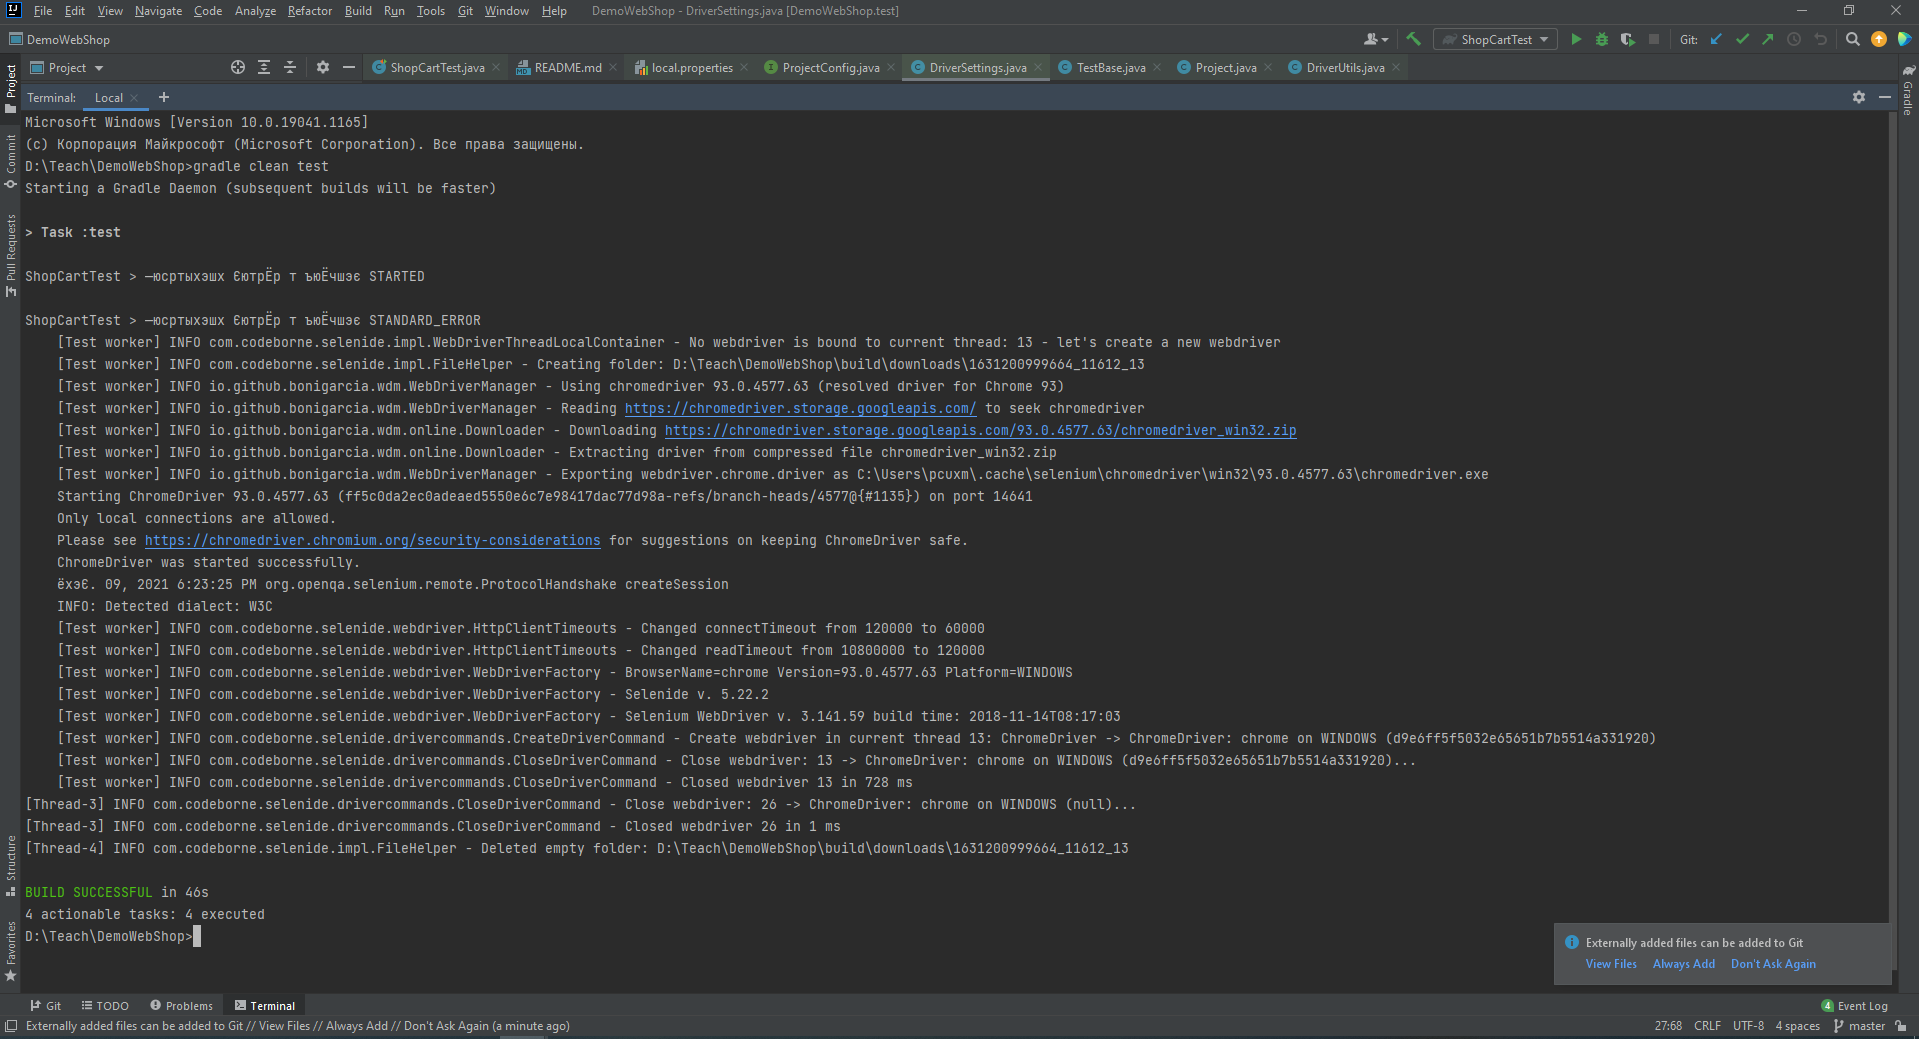 File Edit View Navigate Code Analyze Refactor Build Run Tools Git Window Help DemoWebShop - DriverSettings.java [DemoWebShop.test]
DemoWebShop ShopCartTest Git:
Project ShopCartTest.java README.md local.properties ProjectConfig.java DriverSettings.java TestBase.java Project.java DriverUtils.java
Terminal: Local
Microsoft Windows [Version 10.0.19041.1165]
(c) Корпорация Майкрософт (Microsoft Corporation). Все права защищены.
D:\Teach\DemoWebShop>gradle clean test
Starting a Gradle Daemon (subsequent builds will be faster)
> Task :test
ShopCartTest > —юсртыхэшх ЄютрЁр т ъюЁчшэє STARTED
ShopCartTest > —юсртыхэшх ЄютрЁр т ъюЁчшэє STANDARD_ERROR
[Test worker] INFO com.codeborne.selenide.impl.WebDriverThreadLocalContainer - No webdriver is bound to current thread: 13 - let's create a new webdriver
[Test worker] INFO com.codeborne.selenide.impl.FileHelper - Creating folder: D:\Teach\DemoWebShop\build\downloads\1631200999664_11612_13
[Test worker] INFO io.github.bonigarcia.wdm.WebDriverManager - Using chromedriver 93.0.4577.63 (resolved driver for Chrome 93)
[Test worker] INFO io.github.bonigarcia.wdm.WebDriverManager - Reading https://chromedriver.storage.googleapis.com/ to seek chromedriver
[Test worker] INFO io.github.bonigarcia.wdm.online.Downloader - Downloading https://chromedriver.storage.googleapis.com/93.0.4577.63/chromedriver_win32.zip
[Test worker] INFO io.github.bonigarcia.wdm.online.Downloader - Extracting driver from compressed file chromedriver_win32.zip
[Test worker] INFO io.github.bonigarcia.wdm.WebDriverManager - Exporting webdriver.chrome.driver as C:\Users\pcuxm\.cache\selenium\chromedriver\win32\93.0.4577.63\chromedriver.exe
Starting ChromeDriver 93.0.4577.63 (ff5c0da2ec0adeaed5550e6c7e98417dac77d98a-refs/branch-heads/4577@{#1135}) on port 14641
Only local connections are allowed.
Please see https://chromedriver.chromium.org/security-considerations for suggestions on keeping ChromeDriver safe.
ChromeDriver was started successfully.
ёхэЄ. 09, 2021 6:23:25 PM org.openqa.selenium.remote.ProtocolHandshake createSession
INFO: Detected dialect: W3C
[Test worker] INFO com.codeborne.selenide.webdriver.HttpClientTimeouts - Changed connectTimeout from 120000 to 60000
[Test worker] INFO com.codeborne.selenide.webdriver.HttpClientTimeouts - Changed readTimeout from 10800000 to 120000
[Test worker] INFO com.codeborne.selenide.webdriver.WebDriverFactory - BrowserName=chrome Version=93.0.4577.63 Platform=WINDOWS
[Test worker] INFO com.codeborne.selenide.webdriver.WebDriverFactory - Selenide v. 5.22.2
[Test worker] INFO com.codeborne.selenide.webdriver.WebDriverFactory - Selenium WebDriver v. 3.141.59 build time: 2018-11-14T08:17:03
[Test worker] INFO com.codeborne.selenide.drivercommands.CreateDriverCommand - Create webdriver in current thread 13: ChromeDriver -> ChromeDriver: chrome on WINDOWS (d9e6ff5f5032e65651b7b5514a331920)
[Test worker] INFO com.codeborne.selenide.drivercommands.CloseDriverCommand - Close webdriver: 13 -> ChromeDriver: chrome on WINDOWS (d9e6ff5f5032e65651b7b5514a331920)...
[Test worker] INFO com.codeborne.selenide.drivercommands.CloseDriverCommand - Closed webdriver 13 in 728 ms
[Thread-3] INFO com.codeborne.selenide.drivercommands.CloseDriverCommand - Close webdriver: 26 -> ChromeDriver: chrome on WINDOWS (null)...
[Thread-3] INFO com.codeborne.selenide.drivercommands.CloseDriverCommand - Closed webdriver 26 in 1 ms
[Thread-4] INFO com.codeborne.selenide.impl.FileHelper - Deleted empty folder: D:\Teach\DemoWebShop\build\downloads\1631200999664_11612_13
BUILD SUCCESSFUL in 46s
4 actionable tasks: 4 executed
D:\Teach\DemoWebShop>
Project
Commit
Pull Requests
Structure
Favorites
Gradle
Externally added files can be added to Git
View Files Always Add Don't Ask Again
Git TODO Problems Terminal 4 Event Log
Externally added files can be added to Git // View Files // Always Add // Don't Ask Again (a minute ago) 27:68 CRLF UTF-8 4 spaces master